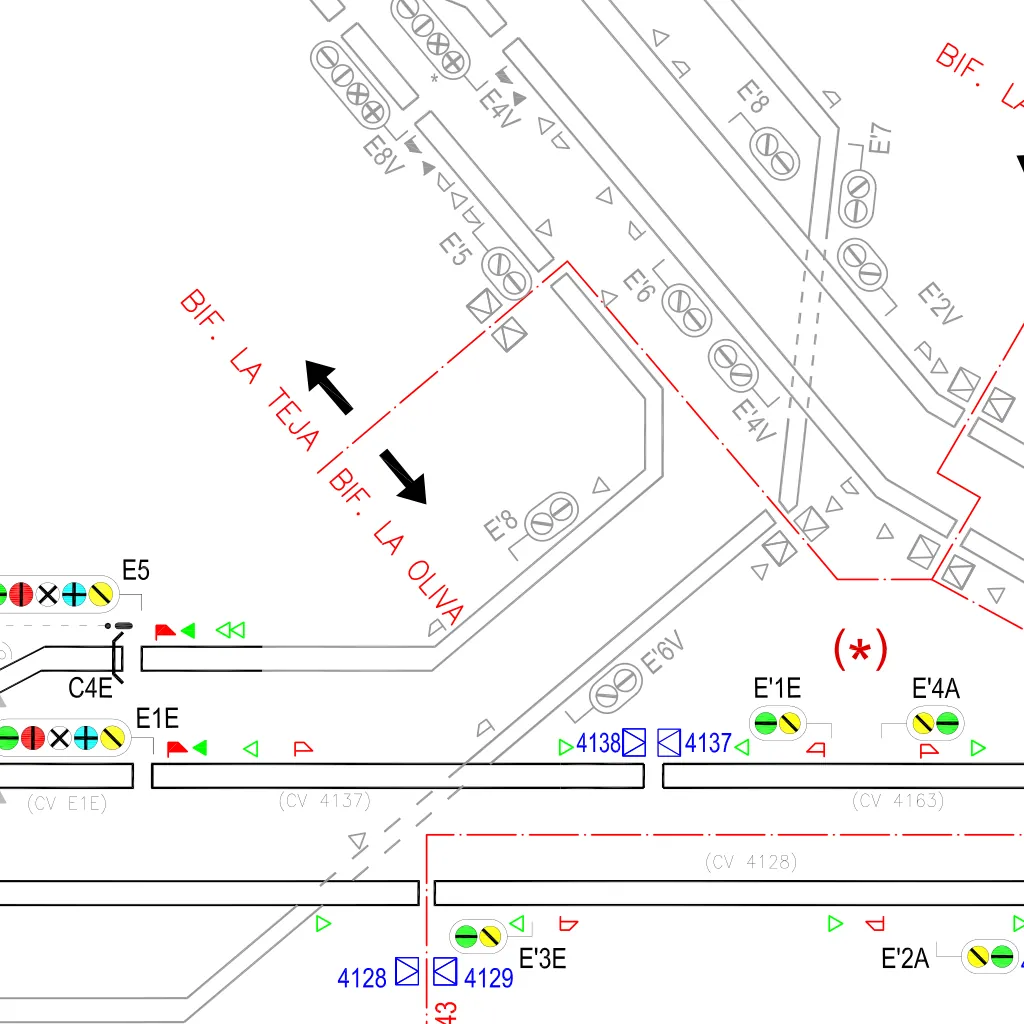 BIF. LA
E'8
E'7
E4V
E8V
E'5
E'6
E'2V
E'4V
BIF. LA TEJA
BIF. LA OLIVA
E'8
E5
(*)
E'6V
C4E
E'1E
E'4A
E1E
4138
4137
(CV E1E)
(CV 4137)
(CV 4163)
(CV 4128)
E'3E
E'2A
4128
4129
43